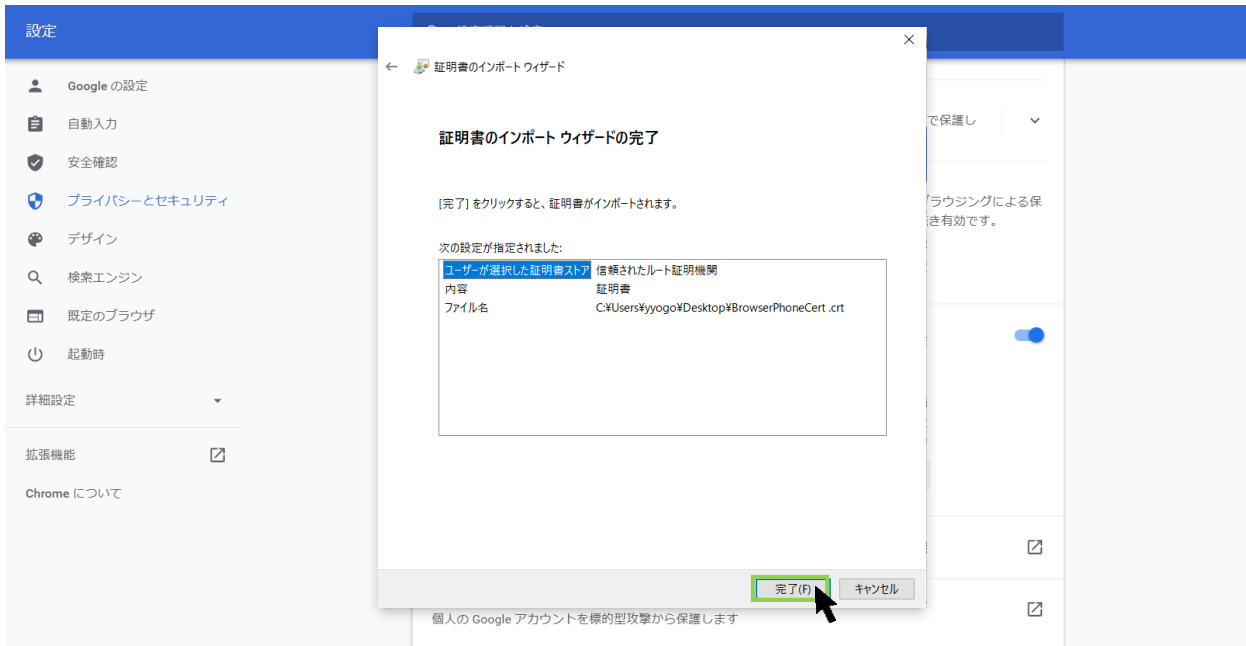 設定
Google の設定
自動入力
安全確認
プライバシーとセキュリティ
デザイン
検索エンジン
既定のブラウザ
起動時
詳細設定
拡張機能
Chrome について
証明書のインポート ウィザード
証明書のインポート ウィザードの完了
[完了] をクリックすると、証明書がインポートされます。
次の設定が指定されました:
ユーザーが選択した証明書ストア 信頼されたルート証明機関
内容 証明書
ファイル名 C:¥Users¥yyogo¥Desktop¥BrowserPhoneCert .crt
完了(F)
キャンセル
で保護し
ラウジングによる保
き有効です。
個人の Google アカウントを標的型攻撃から保護します